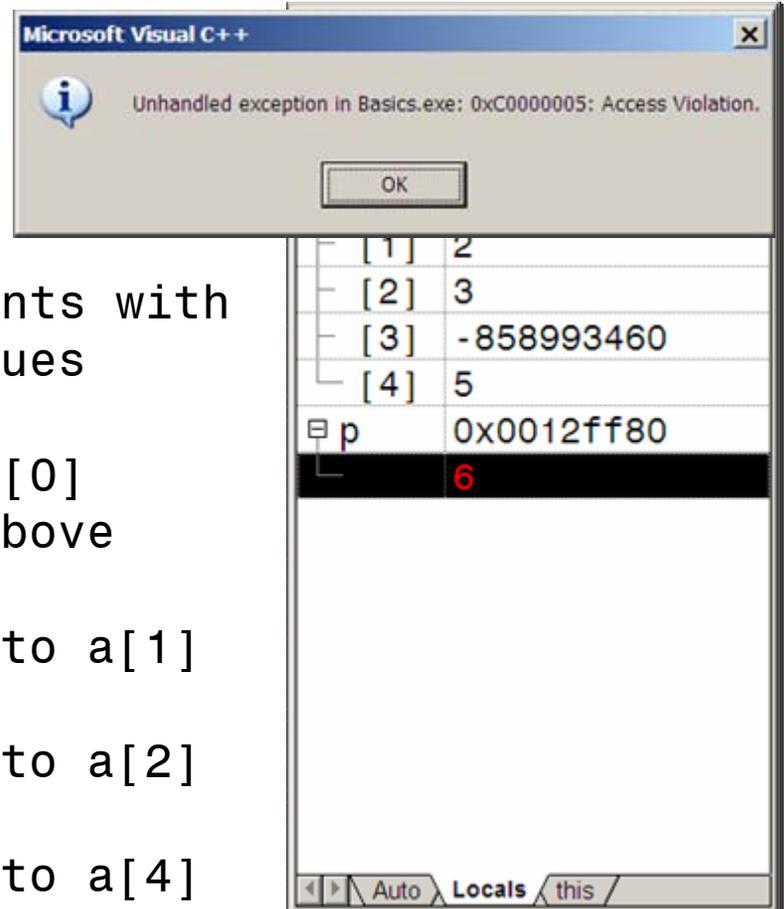 Microsoft Visual C++
Unhandled exception in Basics.exe: 0xC0000005: Access Violation.
OK
[1] 2
nts with
[2] 3
ues
[3] -858993460
[4] 5
p 0x0012ff80
[0]
6
bove
to a[1]
to a[2]
to a[4]
Auto Locals this